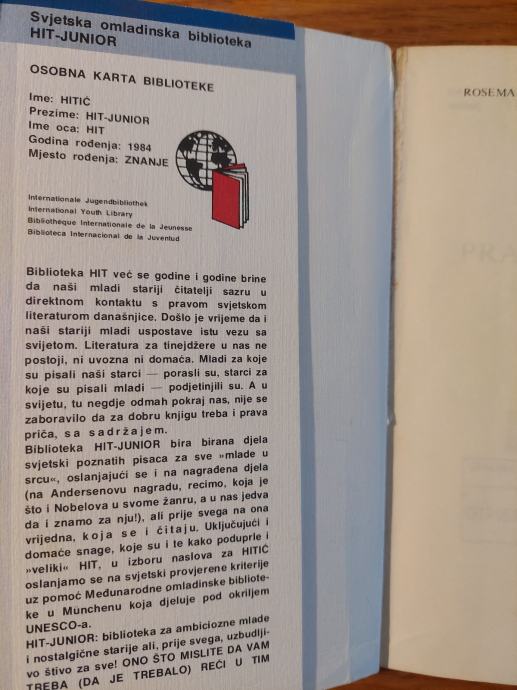 Svjetska omladinska biblioteka
HIT-JUNIOR
OSOBNA KARTA BIBLIOTEKE
Ime: HITIĆ
Prezime: HIT-JUNIOR
Ime oca: HIT
Godina rođenja: 1984
Mjesto rođenja: ZNANJE
Internationale Jugendbibliothek
International Youth Library
Bibliothèque Internationale de la Jeunesse
Biblioteca Internacional de la Juventud
Biblioteka HIT već se godine i godine brine
da naši mladi stariji čitatelji sazru u
direktnom kontaktu s pravom svjetskom
literaturom današnjice. Došlo je vrijeme da i
naši stariji mladi uspostave istu vezu sa
svijetom. Literatura za tinejdžere u nas ne
postoji, ni uvozna ni domaća. Mladi za koje
su pisali naši starci — porasli su, starci za
koje su pisali mladi — podjetinjili su. A u
svijetu, tu negdje odmah pokraj nas, nije se
zaboravilo da za dobru knjigu treba i prava
priča, sa sadržajem.
Biblioteka HIT-JUNIOR bira birana djela
svjetski poznatih pisaca za sve »mlade u
srcu«, oslanjajući se i na nagrađena djela
(na Andersenovu nagradu, recimo, koja je
što i Nobelova u svome žanru, a u nas jedva
da i znamo za nju!), ali prije svega na ona
vrijedna, koja se i čitaju. Uključujući i
domaće snage, koje su i te kako poduprle i
»veliki« HIT, u izboru naslova za HITIĆ
oslanjamo se na svjetski provjerene kriterije
uz pomoć Međunarodne omladinske bibliote-
ke u Münchenu koja djeluje pod okriljem
UNESCO-a.
HIT-JUNIOR: biblioteka za ambiciozne mlade
i nostalgične starije ali, prije svega, uzbudlji-
vo štivo za sve! ONO ŠTO MISLITE DA VAM
TREBA (DA JE TREBALO) REĆI U TIM
ROSEMA
PRA